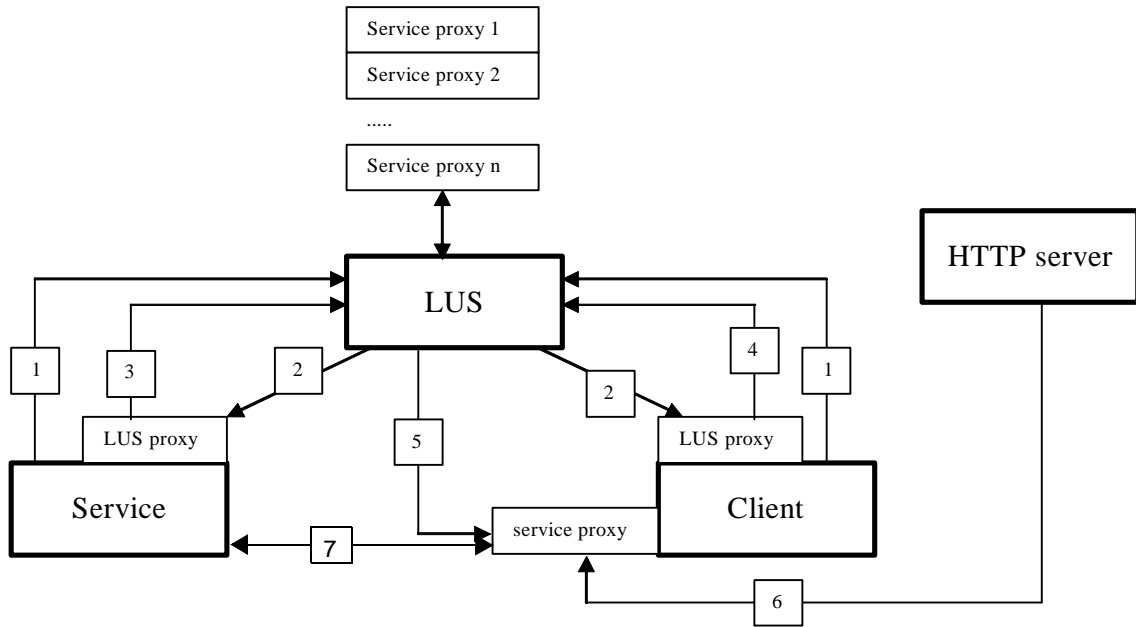 Service proxy 1
Service proxy 2
.....
Service proxy n
HTTP server
LUS
1
3
2
2
4
1
LUS proxy
5
LUS proxy
Service
Client
service proxy
7
6